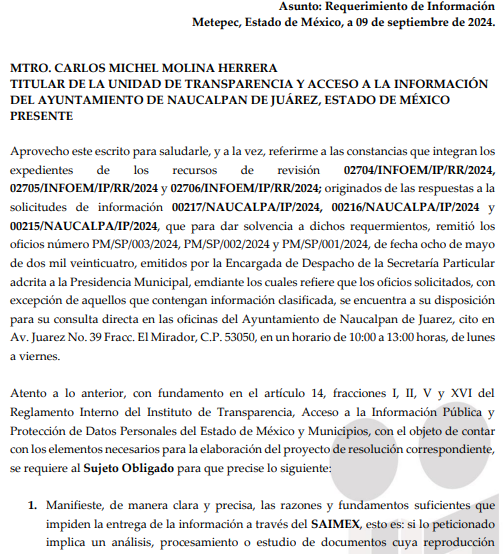 Asunto: Requerimiento de Información
Metepec, Estado de México, a 09 de septiembre de 2024.
MTRO. CARLOS MICHEL MOLINA HERRERA
TITULAR DE LA UNIDAD DE TRANSPARENCIA Y ACCESO A LA INFORMACIÓN
DEL AYUNTAMIENTO DE NAUCALPAN DE JUÁREZ, ESTADO DE MÉXICO
PRESENTE
Aprovecho este escrito para saludarle, y a la vez, referirme a las constancias que integran los
expedientes de los recursos de revisión 02704/INFOEM/IP/RR/2024,
02705/INFOEM/IP/RR/2024 y 02706/INFOEM/IP/RR/2024; originados de las respuestas a la
solicitudes de información 00217/NAUCALPA/IP/2024, 00216/NAUCALPA/IP/2024 y
00215/NAUCALPA/IP/2024, que para dar solvencia a dichos requermientos, remitió los
oficios número PM/SP/003/2024, PM/SP/002/2024 y PM/SP/001/2024, de fecha ocho de mayo
de dos mil veinticuatro, emitidos por la Encargada de Despacho de la Secretaría Particular
adcrita a la Presidencia Municipal, emdiante los cuales refiere que los oficios solicitados, con
excepción de aquellos que contengan información clasificada, se encuentra a su disposición
para su consulta directa en las oficinas del Ayuntamiento de Naucalpan de Juarez, cito en
Av. Juarez No. 39 Fracc. El Mirador, C.P. 53050, en un horario de 10:00 a 13:00 horas, de lunes
a viernes.
Atento a lo anterior, con fundamento en el artículo 14, fracciones I, II, V y XVI del
Reglamento Interno del Instituto de Transparencia, Acceso a la Información Pública y
Protección de Datos Personales del Estado de México y Municipios, con el objeto de contar
con los elementos necesarios para la elaboración del proyecto de resolución correspondiente,
se requiere al Sujeto Obligado para que precise lo siguiente:
1. Manifieste, de manera clara y precisa, las razones y fundamentos suficientes que
impiden la entrega de la información a través del SAIMEX, esto es: si lo peticionado
implica un análisis, procesamiento o estudio de documentos cuya reproducción